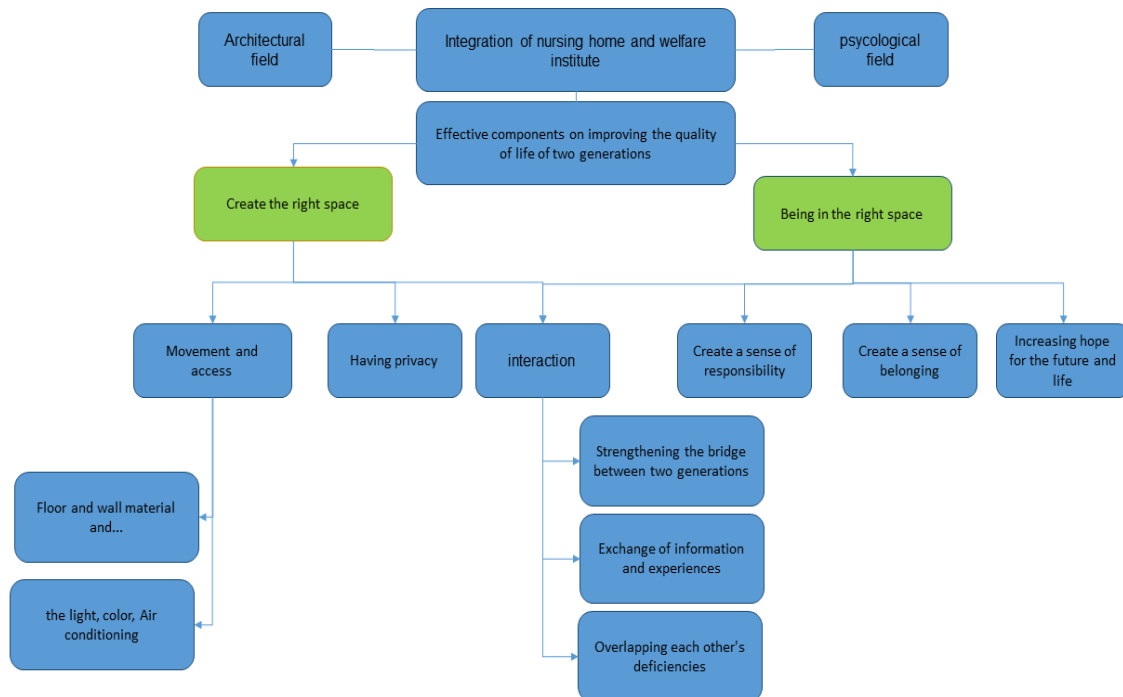 Architectural
field
Integration of nursing home and welfare
institute
psycological
field
Effective components on improving the quality
of life of two generations
Create the right space
Being in the right space
Movement and
access
Having privacy
interaction
Create a sense of
responsibility
Create a sense of
belonging
Increasing hope
for the future and
life
Strengthening the bridge
between two generations
Floor and wall material
and...
Exchange of information
and experiences
the light, color, Air
conditioning
Overlapping each other's
deficiencies